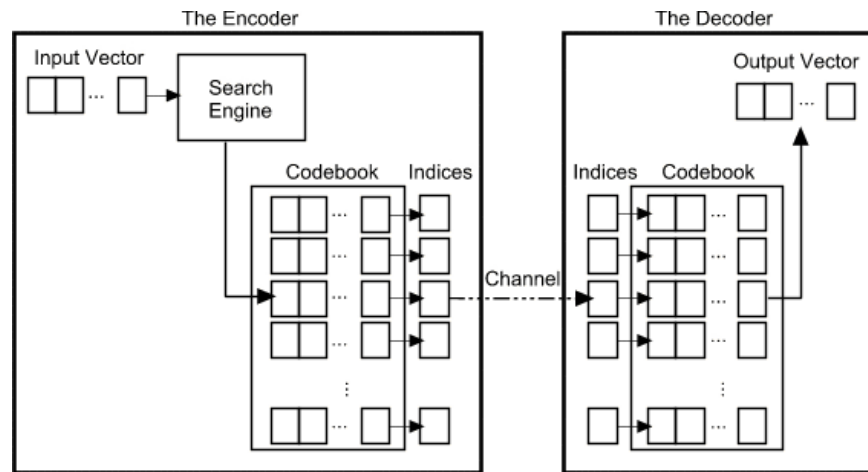 The Encoder
The Decoder
Input Vector
Output Vector
...
...
Search
Engine
Codebook
Indices
Indices
Codebook
...
...
...
...
Channel
...
...
...
...
...
...
...
...